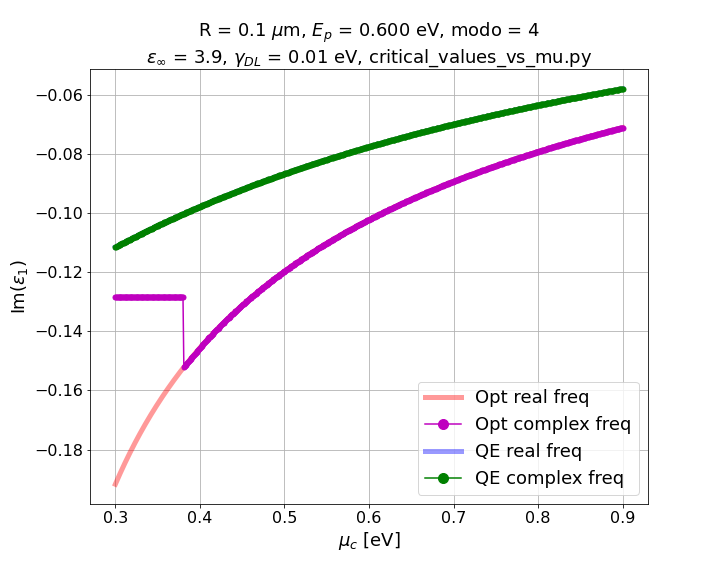 R = 0.1 μm, E_p = 0.600 eV, modo = 4
ε_∞ = 3.9, γ_DL = 0.01 eV, critical_values_vs_mu.py
−0.06
−0.08
−0.10
−0.12
−0.14
−0.16
−0.18
Im(ε₁)
Opt real freq
Opt complex freq
QE real freq
QE complex freq
0.3 0.4 0.5 0.6 0.7 0.8 0.9
μ_c [eV]